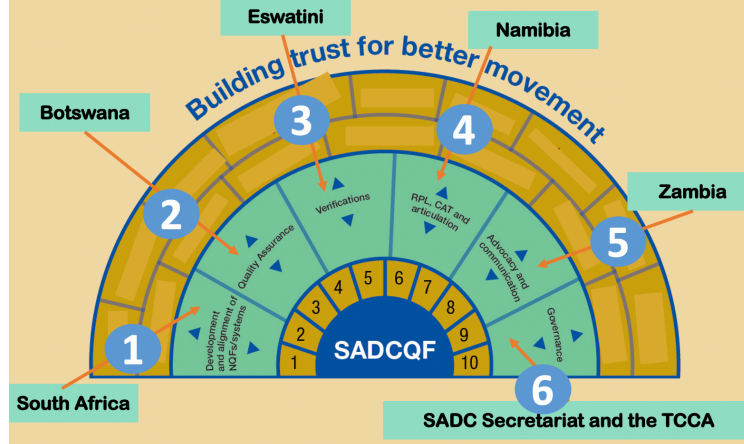 Eswatini
Namibia
Building trust for better movement
Botswana
3
4
Zambia
2
5
Verifications
RPL, CAT and
articulation
Quality Assurance
Advocacy and
communication
Development
and alignment of
NQFs/systems
Governance
1
2
3
4
5
6
7
8
9
10
SADCQF
1
6
South Africa
SADC Secretariat and the TCCA